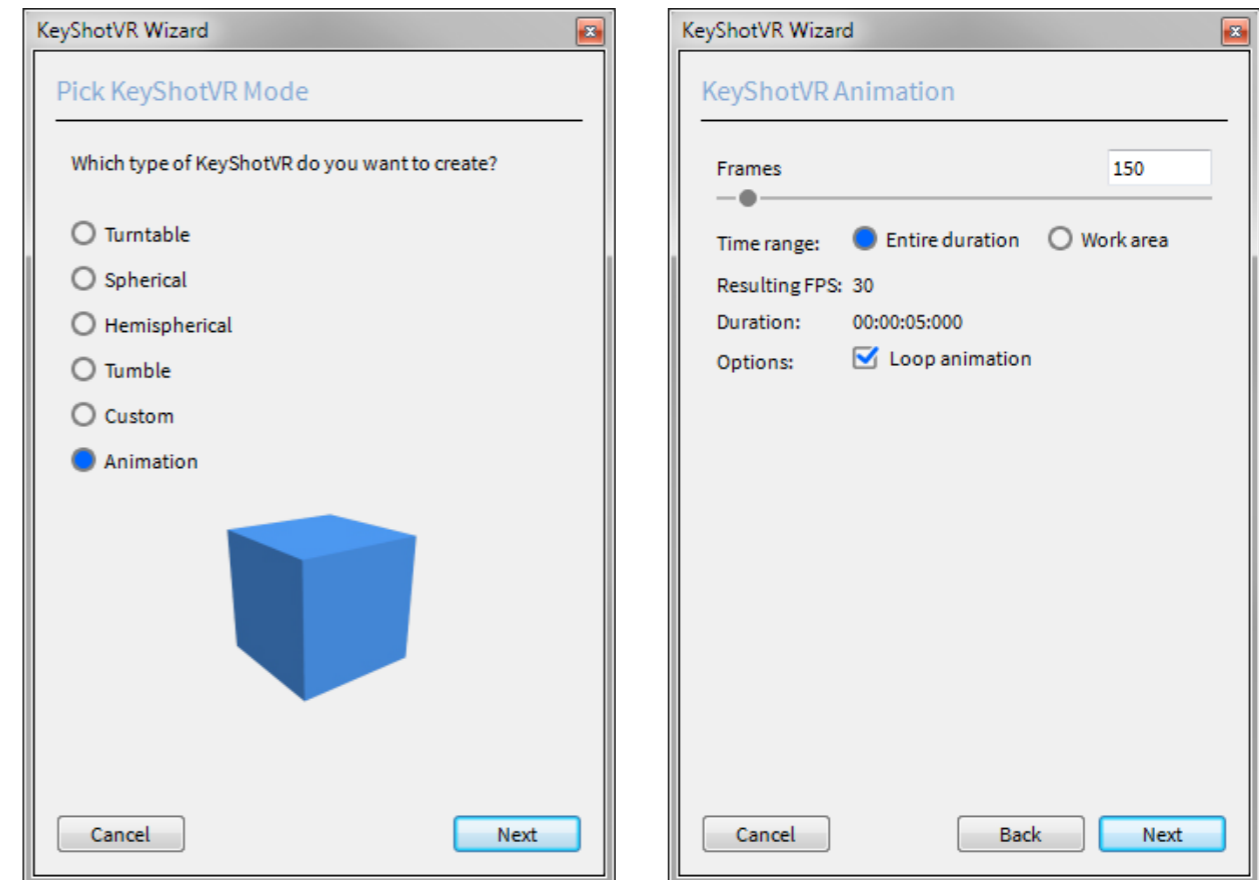 KeyShotVR Wizard
Pick KeyShotVR Mode
Which type of KeyShotVR do you want to create?
Turntable
Spherical
Hemispherical
Tumble
Custom
Animation
Cancel
Next
KeyShotVR Wizard
KeyShotVR Animation
Frames 150
Time range: Entire duration Work area
Resulting FPS: 30
Duration: 00:00:05:000
Options: Loop animation
Cancel
Back
Next